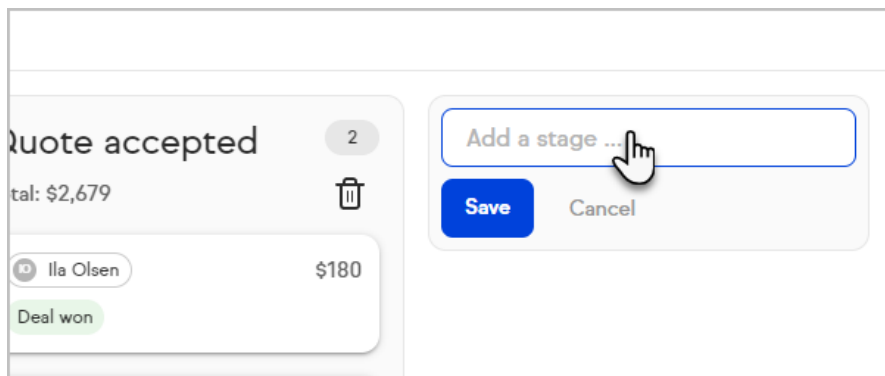 Quote accepted
2
tal: $2,679
Ila Olsen
$180
Deal won
Add a stage ...
Save
Cancel